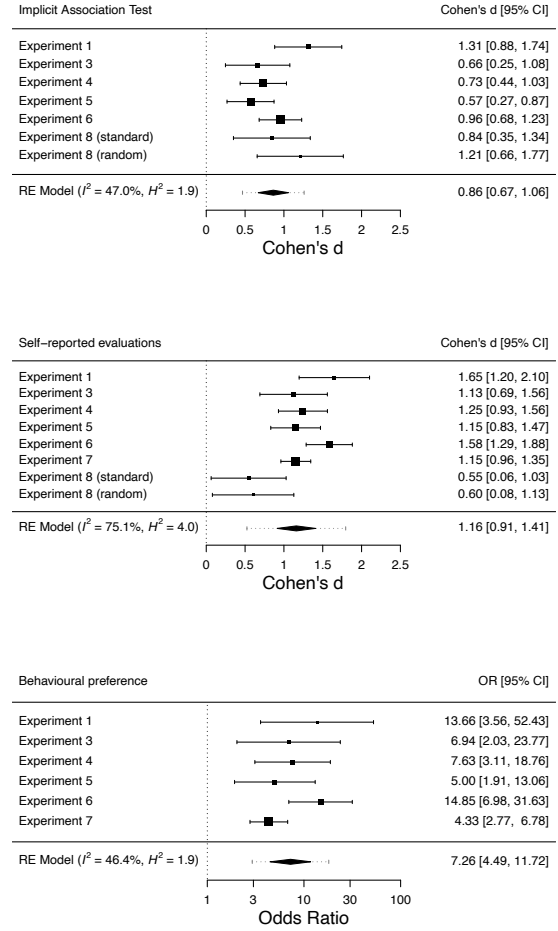 Implicit Association Test Cohen's d [95% CI]
Experiment 1 1.31 [0.88, 1.74]
Experiment 3 0.66 [0.25, 1.08]
Experiment 4 0.73 [0.44, 1.03]
Experiment 5 0.57 [0.27, 0.87]
Experiment 6 0.96 [0.68, 1.23]
Experiment 8 (standard) 0.84 [0.35, 1.34]
Experiment 8 (random) 1.21 [0.66, 1.77]
RE Model (I² = 47.0%, H² = 1.9) 0.86 [0.67, 1.06]
0 0.5 1 1.5 2 2.5
Cohen's d
Self−reported evaluations Cohen's d [95% CI]
Experiment 1 1.65 [1.20, 2.10]
Experiment 3 1.13 [0.69, 1.56]
Experiment 4 1.25 [0.93, 1.56]
Experiment 5 1.15 [0.83, 1.47]
Experiment 6 1.58 [1.29, 1.88]
Experiment 7 1.15 [0.96, 1.35]
Experiment 8 (standard) 0.55 [0.06, 1.03]
Experiment 8 (random) 0.60 [0.08, 1.13]
RE Model (I² = 75.1%, H² = 4.0) 1.16 [0.91, 1.41]
0 0.5 1 1.5 2 2.5
Cohen's d
Behavioural preference OR [95% CI]
Experiment 1 13.66 [3.56, 52.43]
Experiment 3 6.94 [2.03, 23.77]
Experiment 4 7.63 [3.11, 18.76]
Experiment 5 5.00 [1.91, 13.06]
Experiment 6 14.85 [6.98, 31.63]
Experiment 7 4.33 [2.77, 6.78]
RE Model (I² = 46.4%, H² = 1.9) 7.26 [4.49, 11.72]
1 3 10 30 100
Odds Ratio